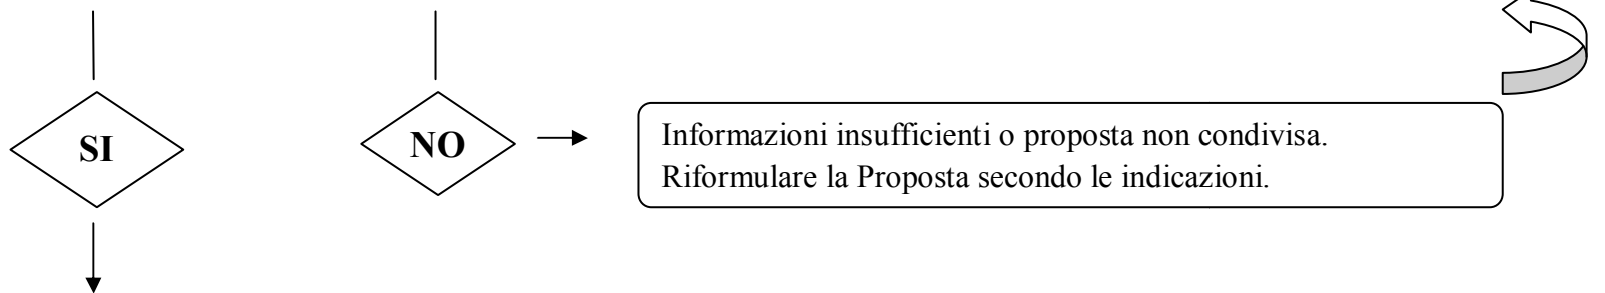 SI
NO
Informazioni insufficienti o proposta non condivisa.
Riformulare la Proposta secondo le indicazioni.